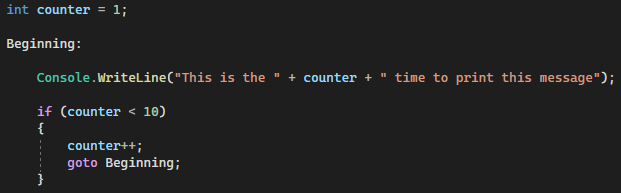 int counter = 1;
Beginning:
Console.WriteLine("This is the " + counter + " time to print this message");
if (counter < 10)
{
counter++;
goto Beginning;
}